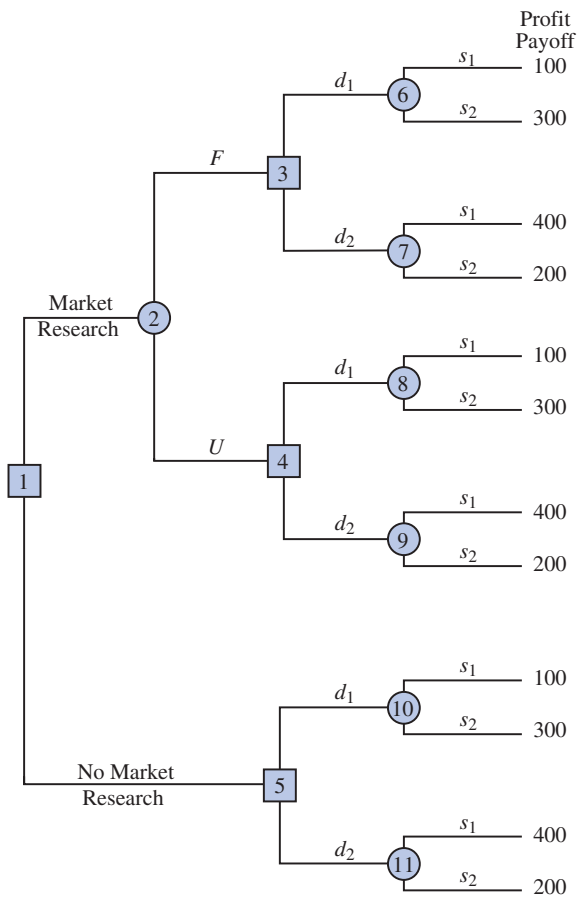 Profit
Payoff
s1 100
d1
6
s2 300
F
3
s1 400
d2
7
s2 200
Market
Research
2
s1 100
d1
8
s2 300
U
4
1
s1 400
d2
9
s2 200
s1 100
d1
10
s2 300
No Market
Research
5
s1 400
d2
11
s2 200